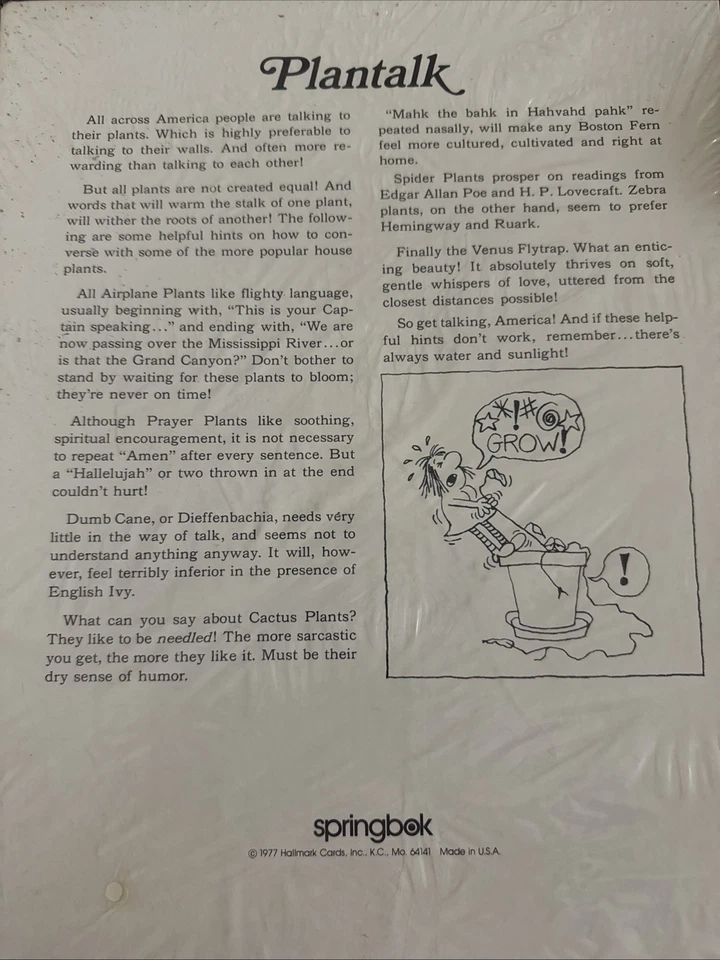 Plantalk
All across America people are talking to
their plants. Which is highly preferable to
talking to their walls. And often more re-
warding than talking to each other!
But all plants are not created equal! And
words that will warm the stalk of one plant,
will wither the roots of another! The follow-
ing are some helpful hints on how to con-
verse with some of the more popular house
plants.
All Airplane Plants like flighty language,
usually beginning with, “This is your Cap-
tain speaking...” and ending with, “We are
now passing over the Mississippi River...or
is that the Grand Canyon?” Don’t bother to
stand by waiting for these plants to bloom;
they’re never on time!
Although Prayer Plants like soothing,
spiritual encouragement, it is not necessary
to repeat “Amen” after every sentence. But
a “Hallelujah” or two thrown in at the end
couldn’t hurt!
Dumb Cane, or Dieffenbachia, needs very
little in the way of talk, and seems not to
understand anything anyway. It will, how-
ever, feel terribly inferior in the presence of
English Ivy.
What can you say about Cactus Plants?
They like to be needled! The more sarcastic
you get, the more they like it. Must be their
dry sense of humor.
“Mahk the bahk in Hahvahd pahk” re-
peated nasally, will make any Boston Fern
feel more cultured, cultivated and right at
home.
Spider Plants prosper on readings from
Edgar Allan Poe and H. P. Lovecraft. Zebra
plants, on the other hand, seem to prefer
Hemingway and Ruark.
Finally the Venus Flytrap. What an entic-
ing beauty! It absolutely thrives on soft,
gentle whispers of love, uttered from the
closest distances possible!
So get talking, America! And if these help-
ful hints don’t work, remember...there’s
always water and sunlight!
☆*!#@☆
GROW!
!
springbok
© 1977 Hallmark Cards, Inc., K.C., Mo. 64141 Made in U.S.A.